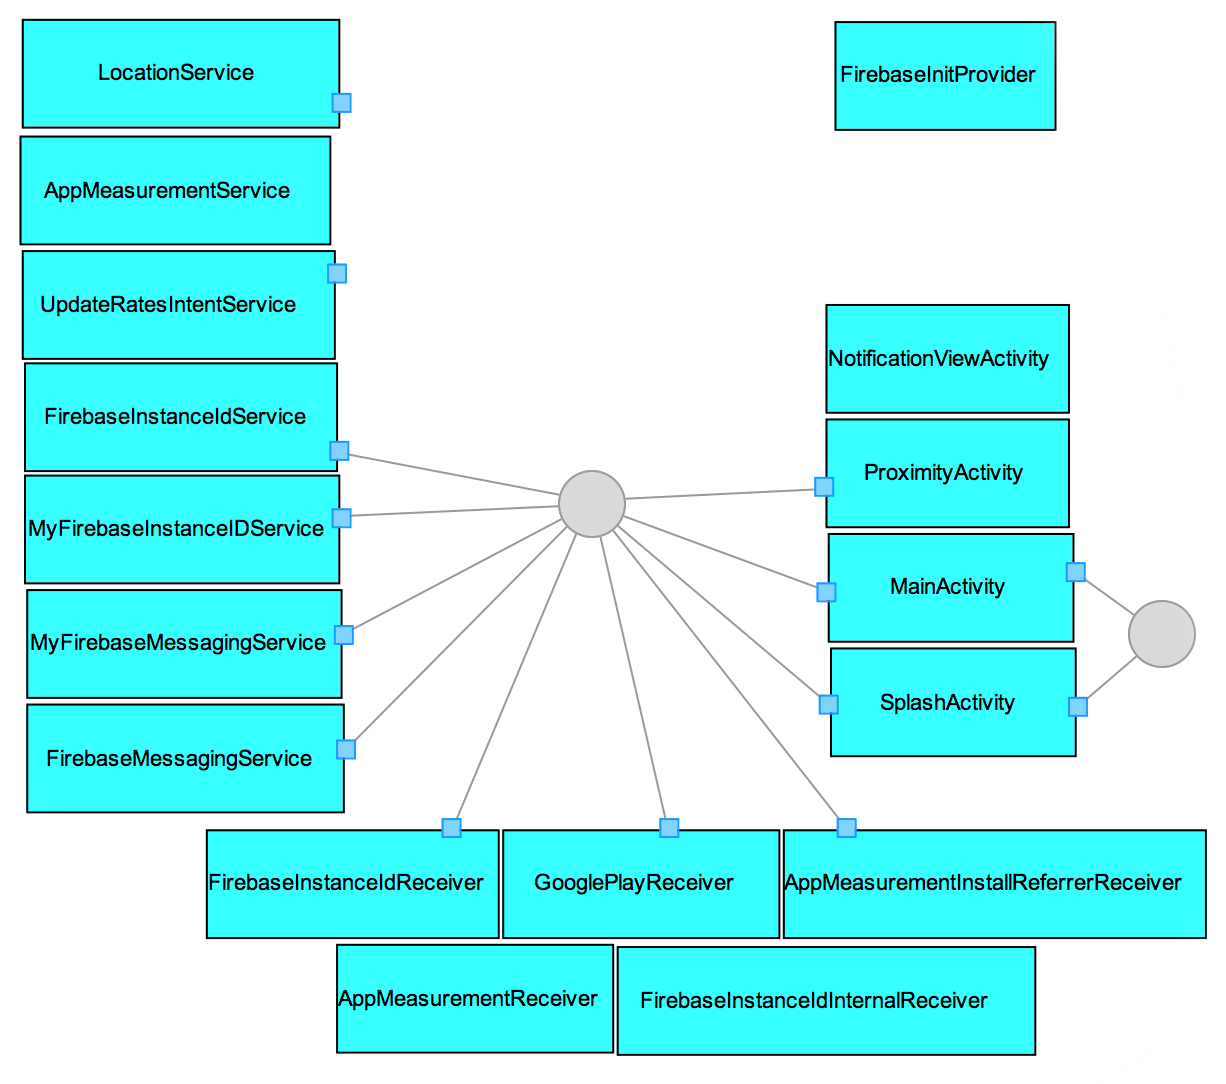 LocationService
FirebaseInitProvider
AppMeasurementService
UpdateRatesIntentService
NotificationViewActivity
FirebaseInstanceIdService
ProximityActivity
MyFirebaseInstanceIDService
MainActivity
MyFirebaseMessagingService
SplashActivity
FirebaseMessagingService
FirebaseInstanceIdReceiver
GooglePlayReceiver
AppMeasurementInstallReferrerReceiver
AppMeasurementReceiver
FirebaseInstanceIdInternalReceiver